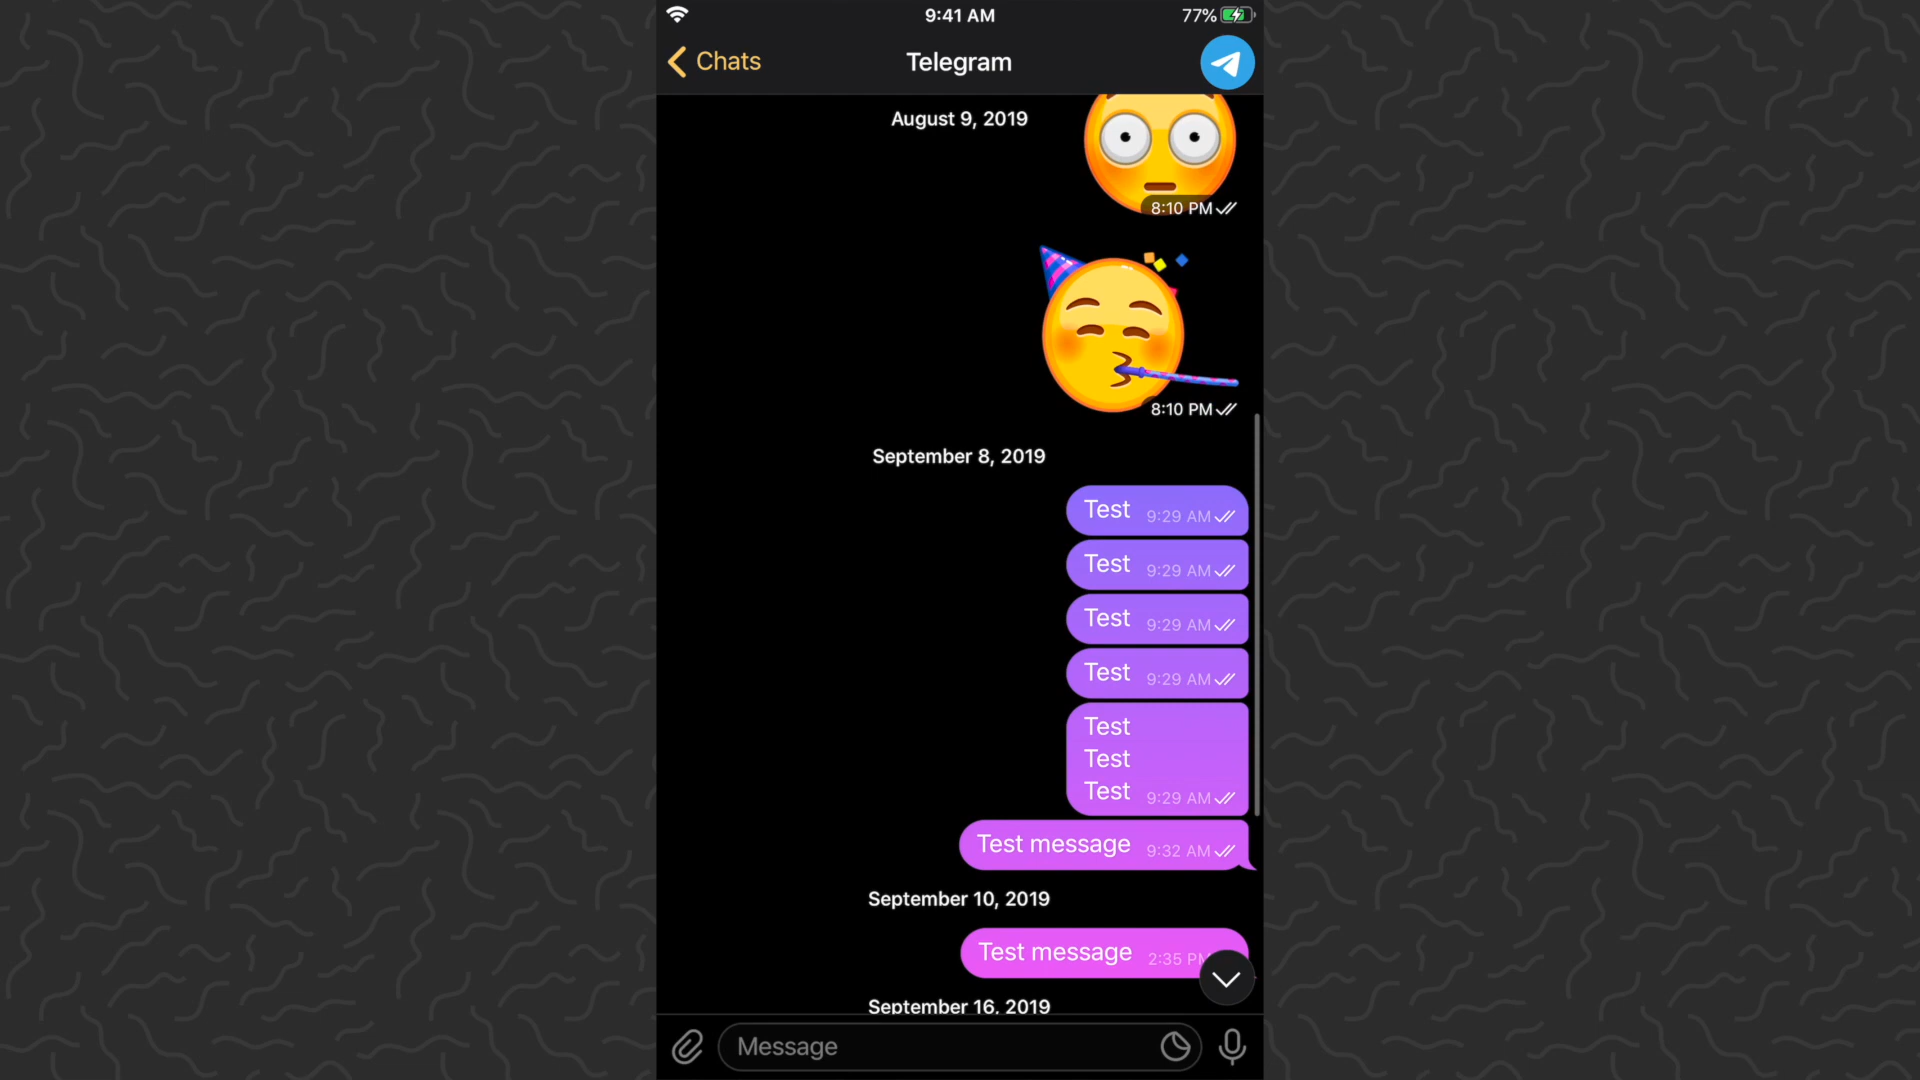 9:41 AM
77%
Chats
Telegram
August 9, 2019
8:10 PM
8:10 PM
September 8, 2019
Test 9:29 AM
Test 9:29 AM
Test 9:29 AM
Test 9:29 AM
Test
Test
Test 9:29 AM
Test message 9:32 AM
September 10, 2019
Test message 2:35 PM
September 16, 2019
Message